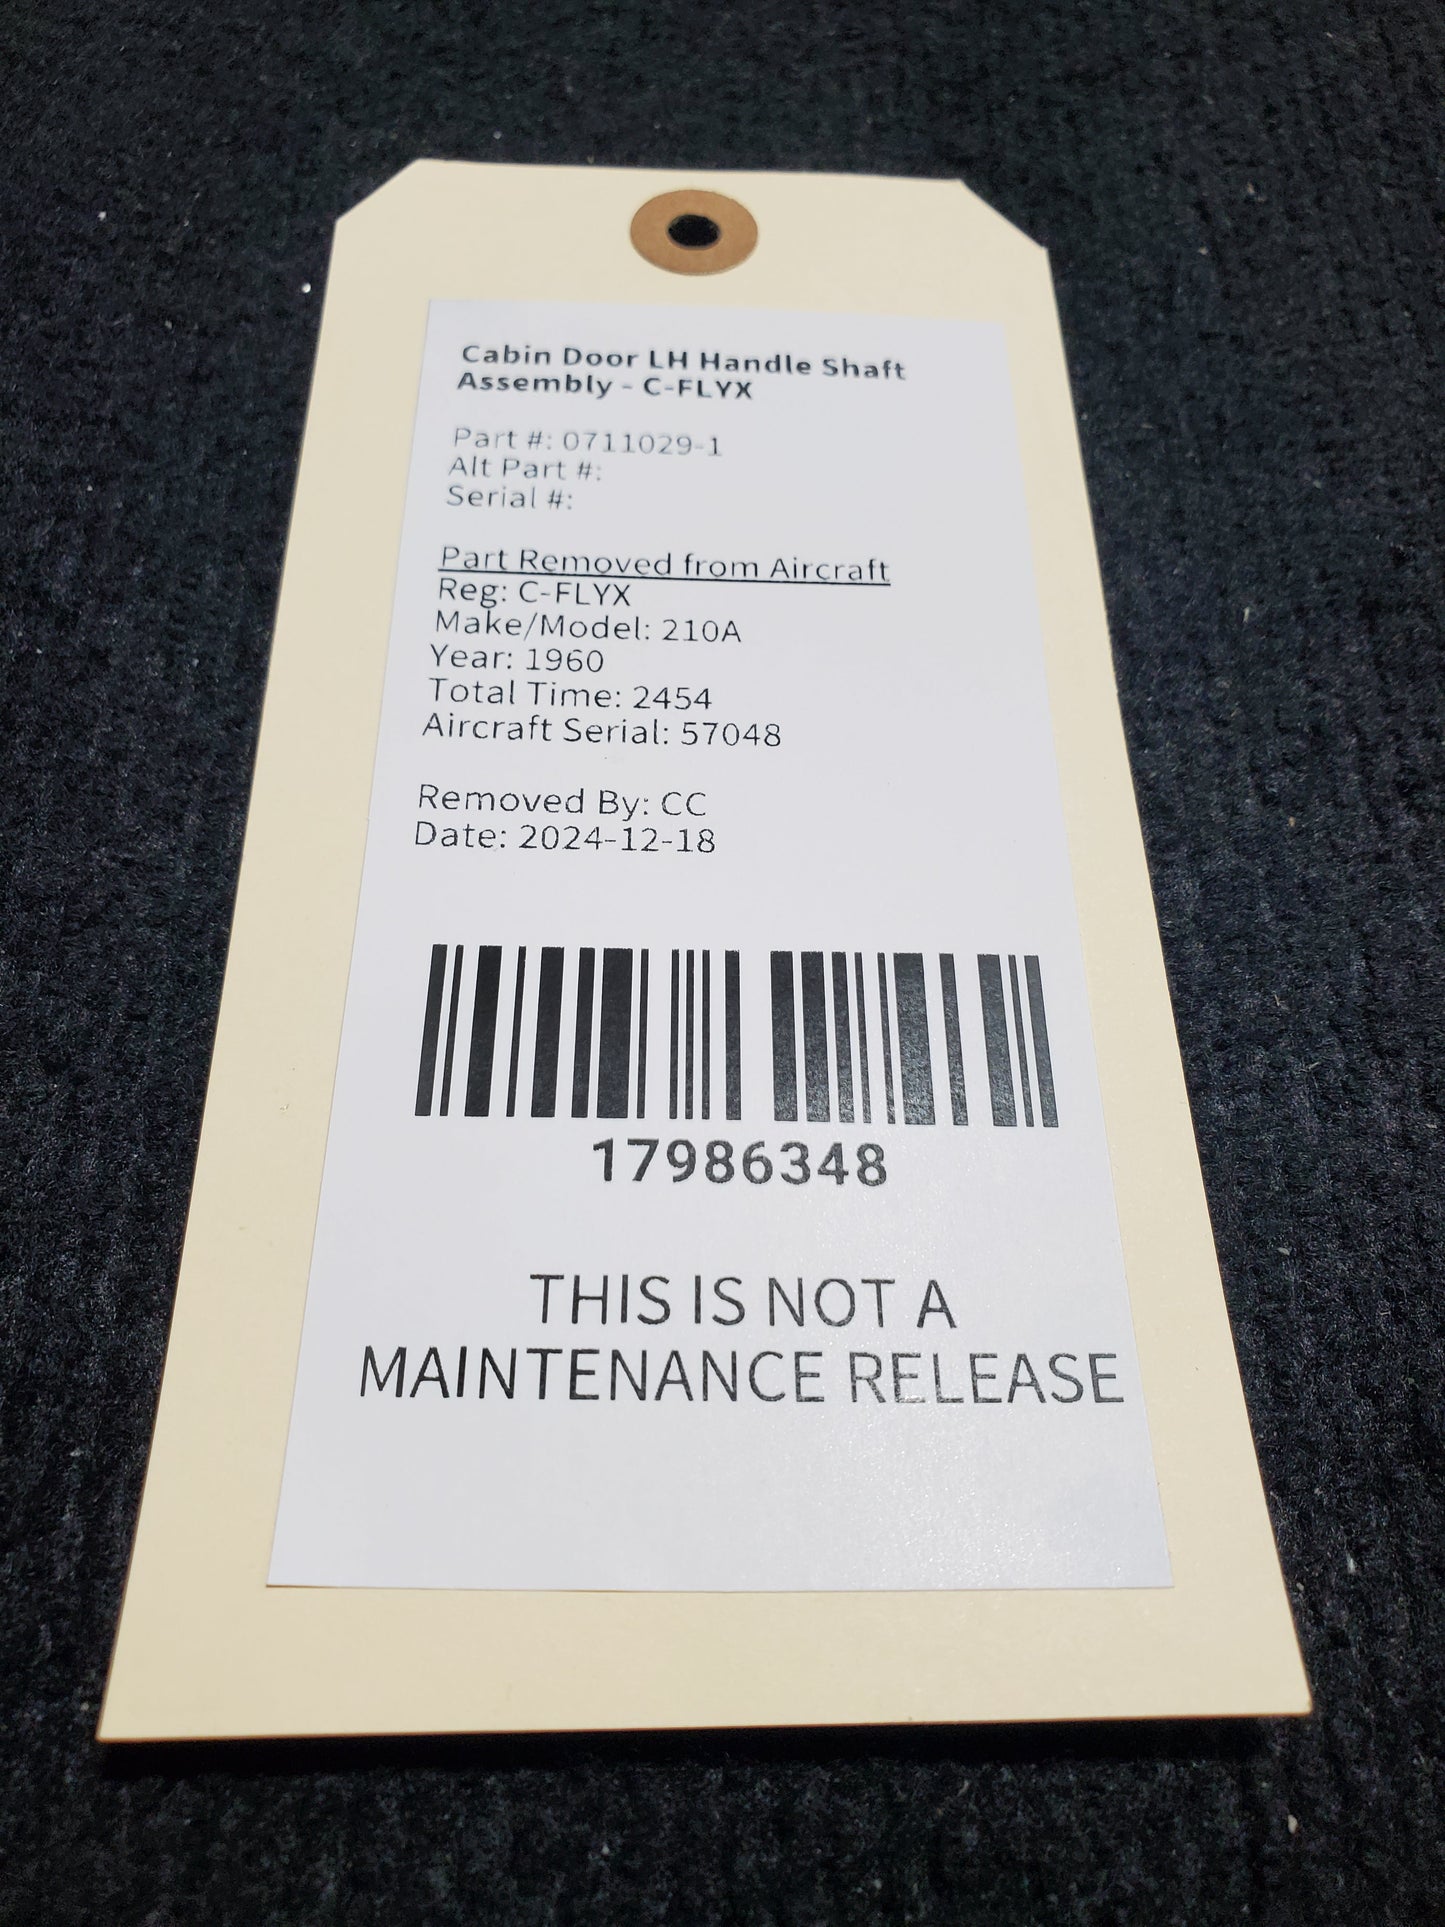 Cabin Door LH Handle Shaft
Assembly - C-FLYX
Part #: 0711029-1
Alt Part #:
Serial #:
Part Removed from Aircraft
Reg: C-FLYX
Make/Model: 210A
Year: 1960
Total Time: 2454
Aircraft Serial: 57048
Removed By: CC
Date: 2024-12-18
17986348
THIS IS NOT A
MAINTENANCE RELEASE